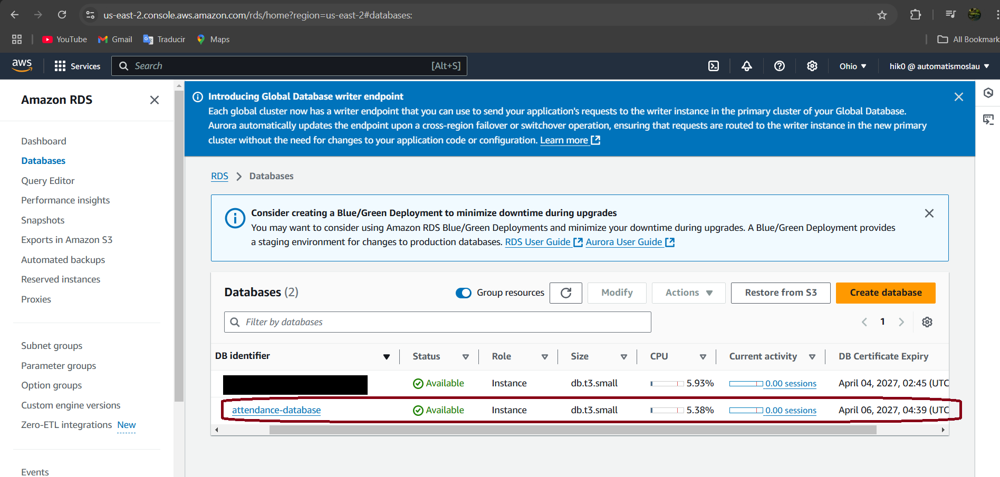 us-east-2.console.aws.amazon.com/rds/home?region=us-east-2#databases:
YouTube Gmail Traducir Maps All Bookmark
aws Services Search [Alt+S] Ohio hik0 @ automatismoslau
Amazon RDS
Dashboard
Databases
Query Editor
Performance insights
Snapshots
Exports in Amazon S3
Automated backups
Reserved instances
Proxies
Subnet groups
Parameter groups
Option groups
Custom engine versions
Zero-ETL integrations New
Events
Introducing Global Database writer endpoint
Each global cluster now has a writer endpoint that you can use to send your application's requests to the writer instance in the primary cluster of your Global Database.
Aurora automatically updates the endpoint upon a cross-region failover or switchover operation, ensuring that requests are routed to the writer instance in the new primary
cluster without the need for changes to your application code or configuration. Learn more
RDS > Databases
Consider creating a Blue/Green Deployment to minimize downtime during upgrades
You may want to consider using Amazon RDS Blue/Green Deployments and minimize your downtime during upgrades. A Blue/Green Deployment provides
a staging environment for changes to production databases. RDS User Guide Aurora User Guide
Databases (2) Group resources Modify Actions Restore from S3 Create database
Filter by databases 1
DB identifier Status Role Size CPU Current activity DB Certificate Expiry
Available Instance db.t3.small 5.93% 0.00 sessions April 04, 2027, 02:45 (UTC
attendance-database Available Instance db.t3.small 5.38% 0.00 sessions April 06, 2027, 04:39 (UTC